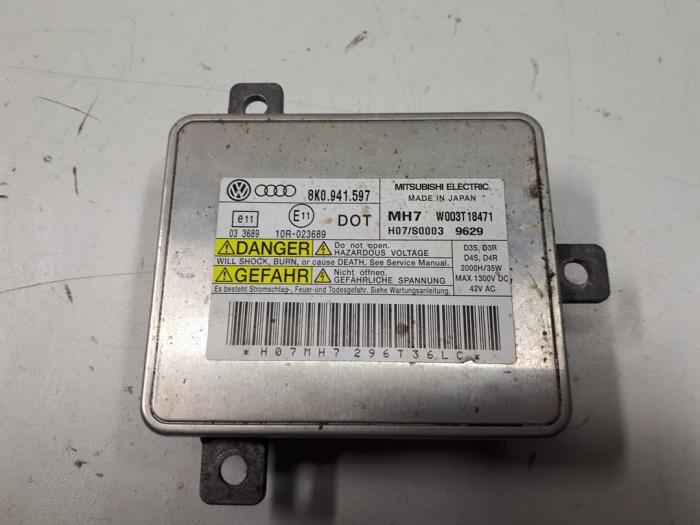 8K0.941.597
MITSUBISHI ELECTRIC
MADE IN JAPAN
e11
E11
DOT
03 3689
10R-023689
MH7 W003T18471
H07/S0003 9629
DANGER
Do not open.
HAZARDOUS VOLTAGE
WILL SHOCK, BURN, or cause DEATH. See Service Manual.
GEFAHR
Nicht öffnen.
GEFÄHRLICHE SPANNUNG
Es besteht Stromschlag-, Feuer-und Todesgefahr. Siehe Wartungsanleitung.
D3S, D3R
D4S, D4R
2000H/35W
MAX 1300V DC
42V AC
*H07MH7 296T36LC*